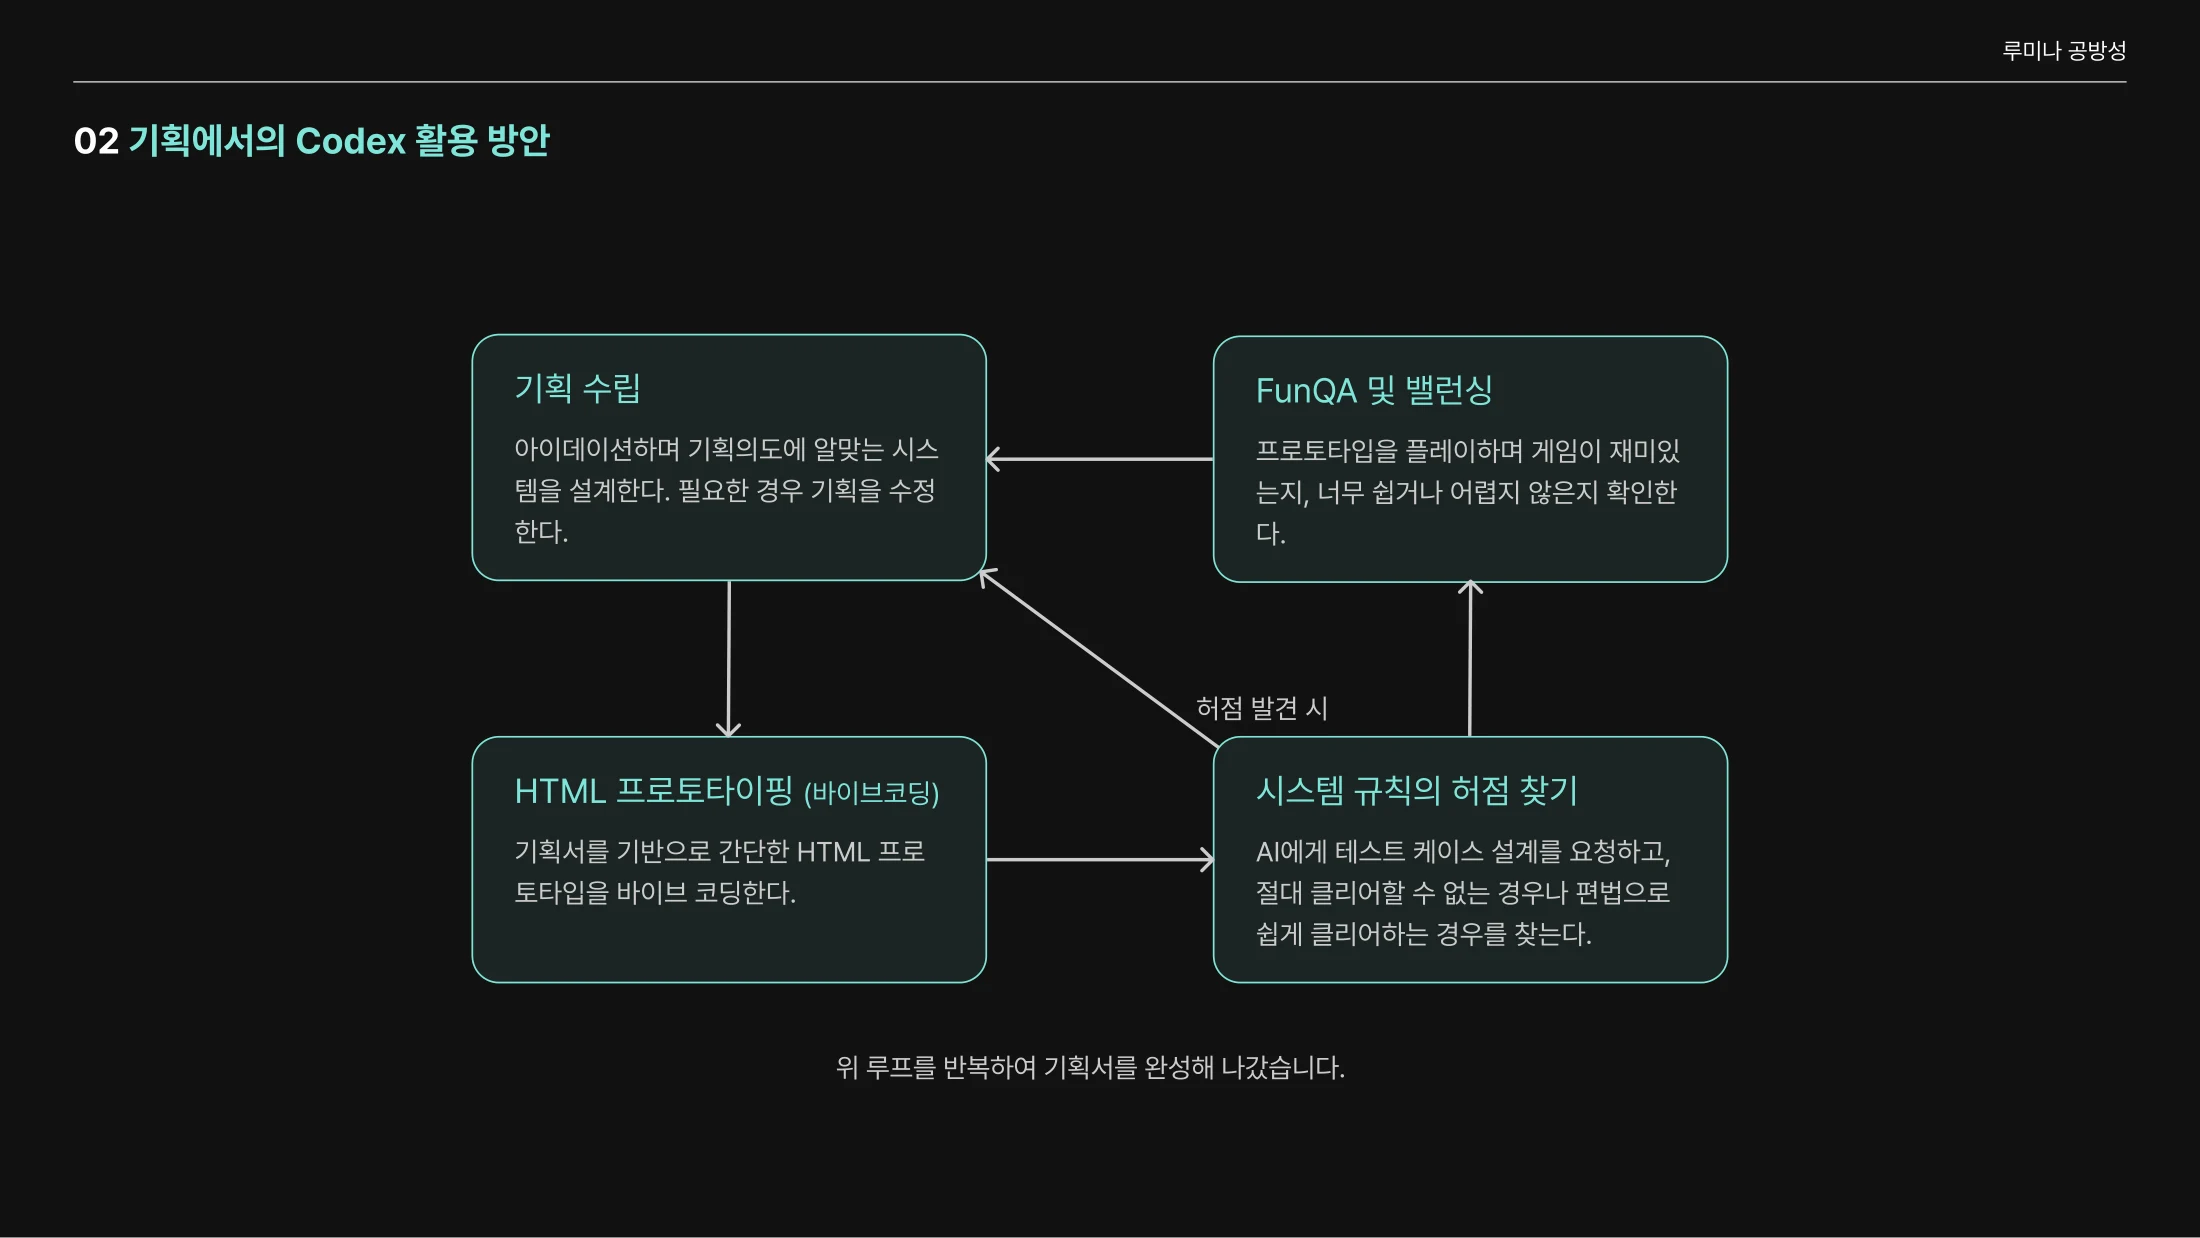 루미나 공방성
02 기획에서의 Codex 활용 방안
기획 수립
아이데이션하며 기획의도에 알맞는 시스
템을 설계한다. 필요한 경우 기획을 수정
한다.
FunQA 및 밸런싱
프로토타입을 플레이하며 게임이 재미있
는지, 너무 쉽거나 어렵지 않은지 확인한
다.
허점 발견 시
HTML 프로토타이핑 (바이브코딩)
기획서를 기반으로 간단한 HTML 프로
토타입을 바이브 코딩한다.
시스템 규칙의 허점 찾기
AI에게 테스트 케이스 설계를 요청하고,
절대 클리어할 수 없는 경우나 편법으로
쉽게 클리어하는 경우를 찾는다.
위 루프를 반복하여 기획서를 완성해 나갔습니다.